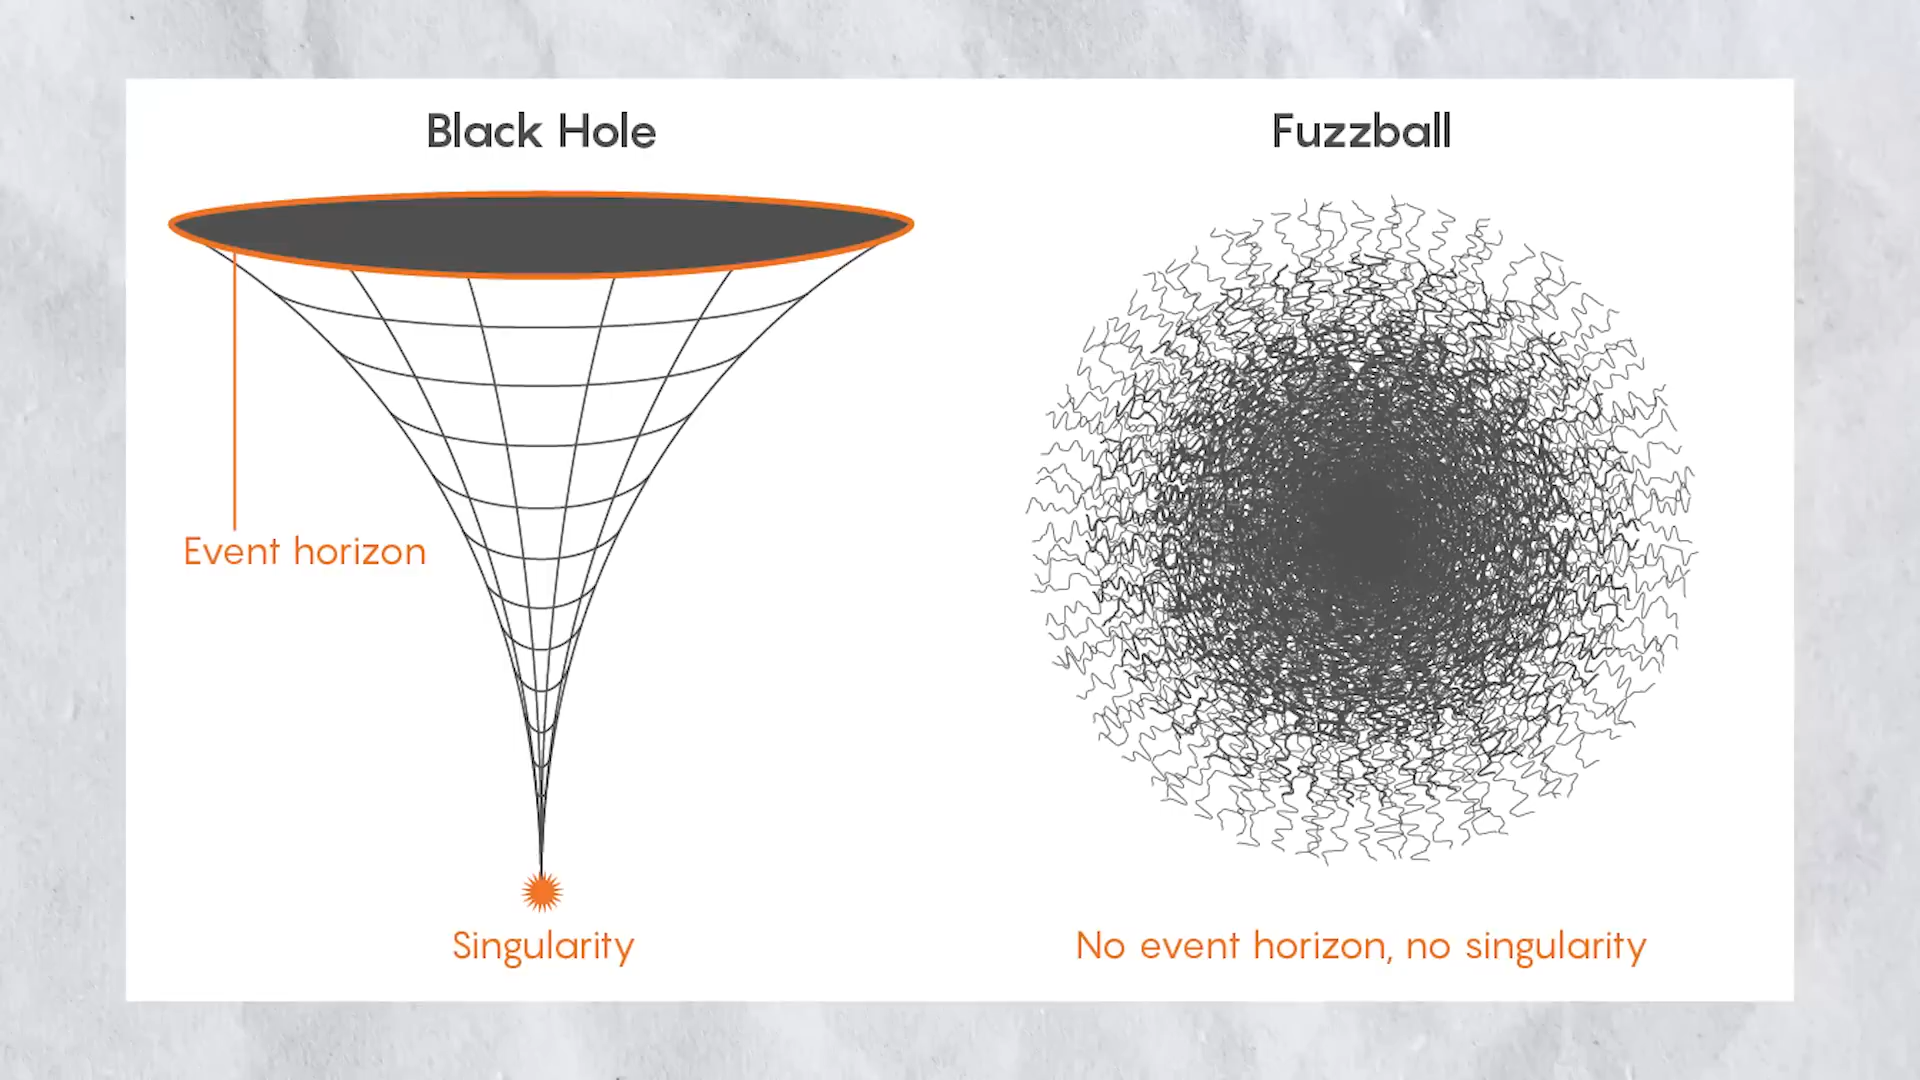 Black Hole
Fuzzball
Event horizon
Singularity
No event horizon, no singularity